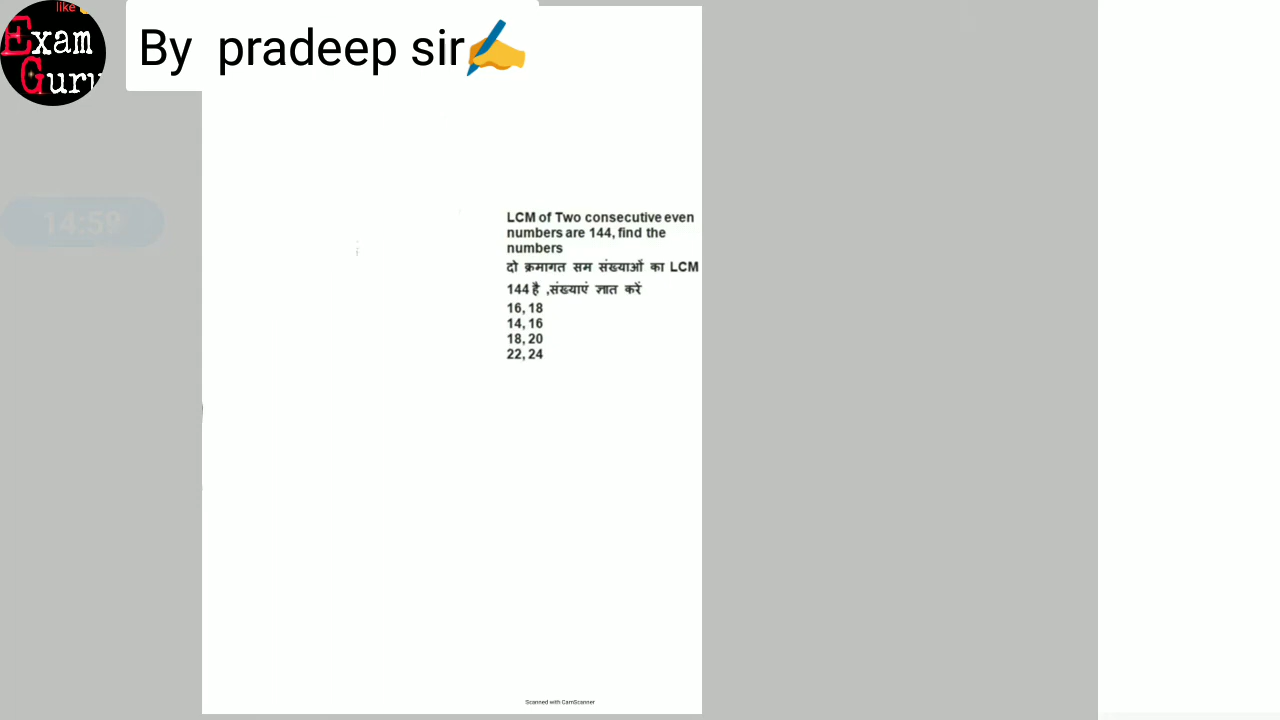 like
Exam
Guru
By pradeep sir✍
14:59
LCM of Two consecutive even
numbers are 144, find the
numbers
दो क्रमागत सम संख्याओं का LCM
144 है ,संख्याएं ज्ञात करें
16, 18
14, 16
18, 20
22, 24
Scanned with CamScanner